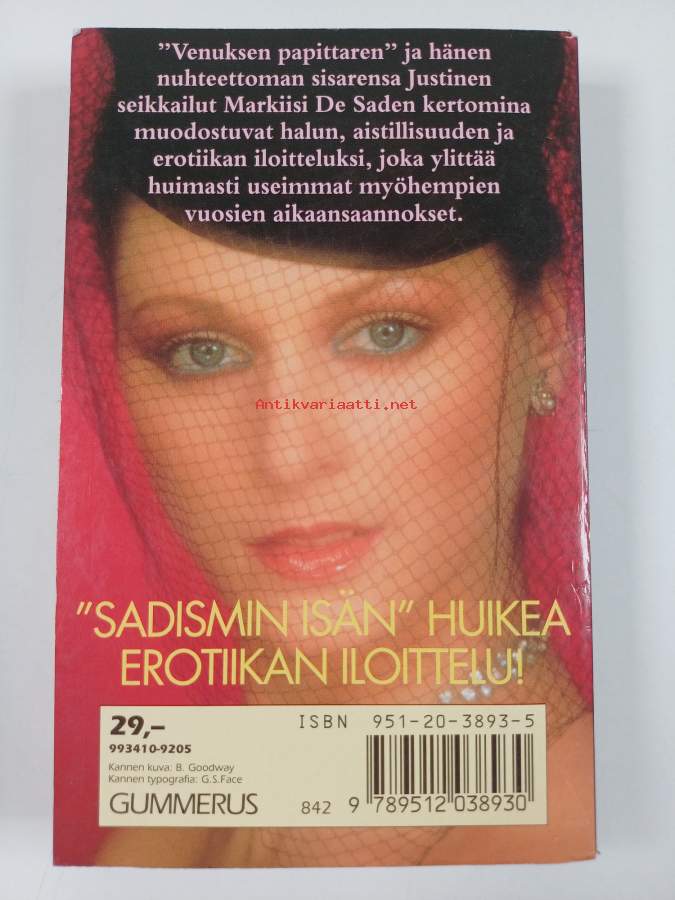 ”Venuksen papittaren” ja hänen
nuhteettoman sisarensa Justinen
seikkailut Markiisi De Saden kertomina
muodostuvat halun, aistillisuuden ja
erotiikan iloitteluksi, joka ylittää
huimasti useimmat myöhempien
vuosien aikaansaannokset.
Antikvariaatti.net
”SADISMIN ISÄN” HUIKEA
EROTIIKAN ILOITTELU!
29,–
993410-9205
Kannen kuva: B. Goodway
Kannen typografia: G.S.Face
GUMMERUS
ISBN 951-20-3893-5
842 9 789512 038930